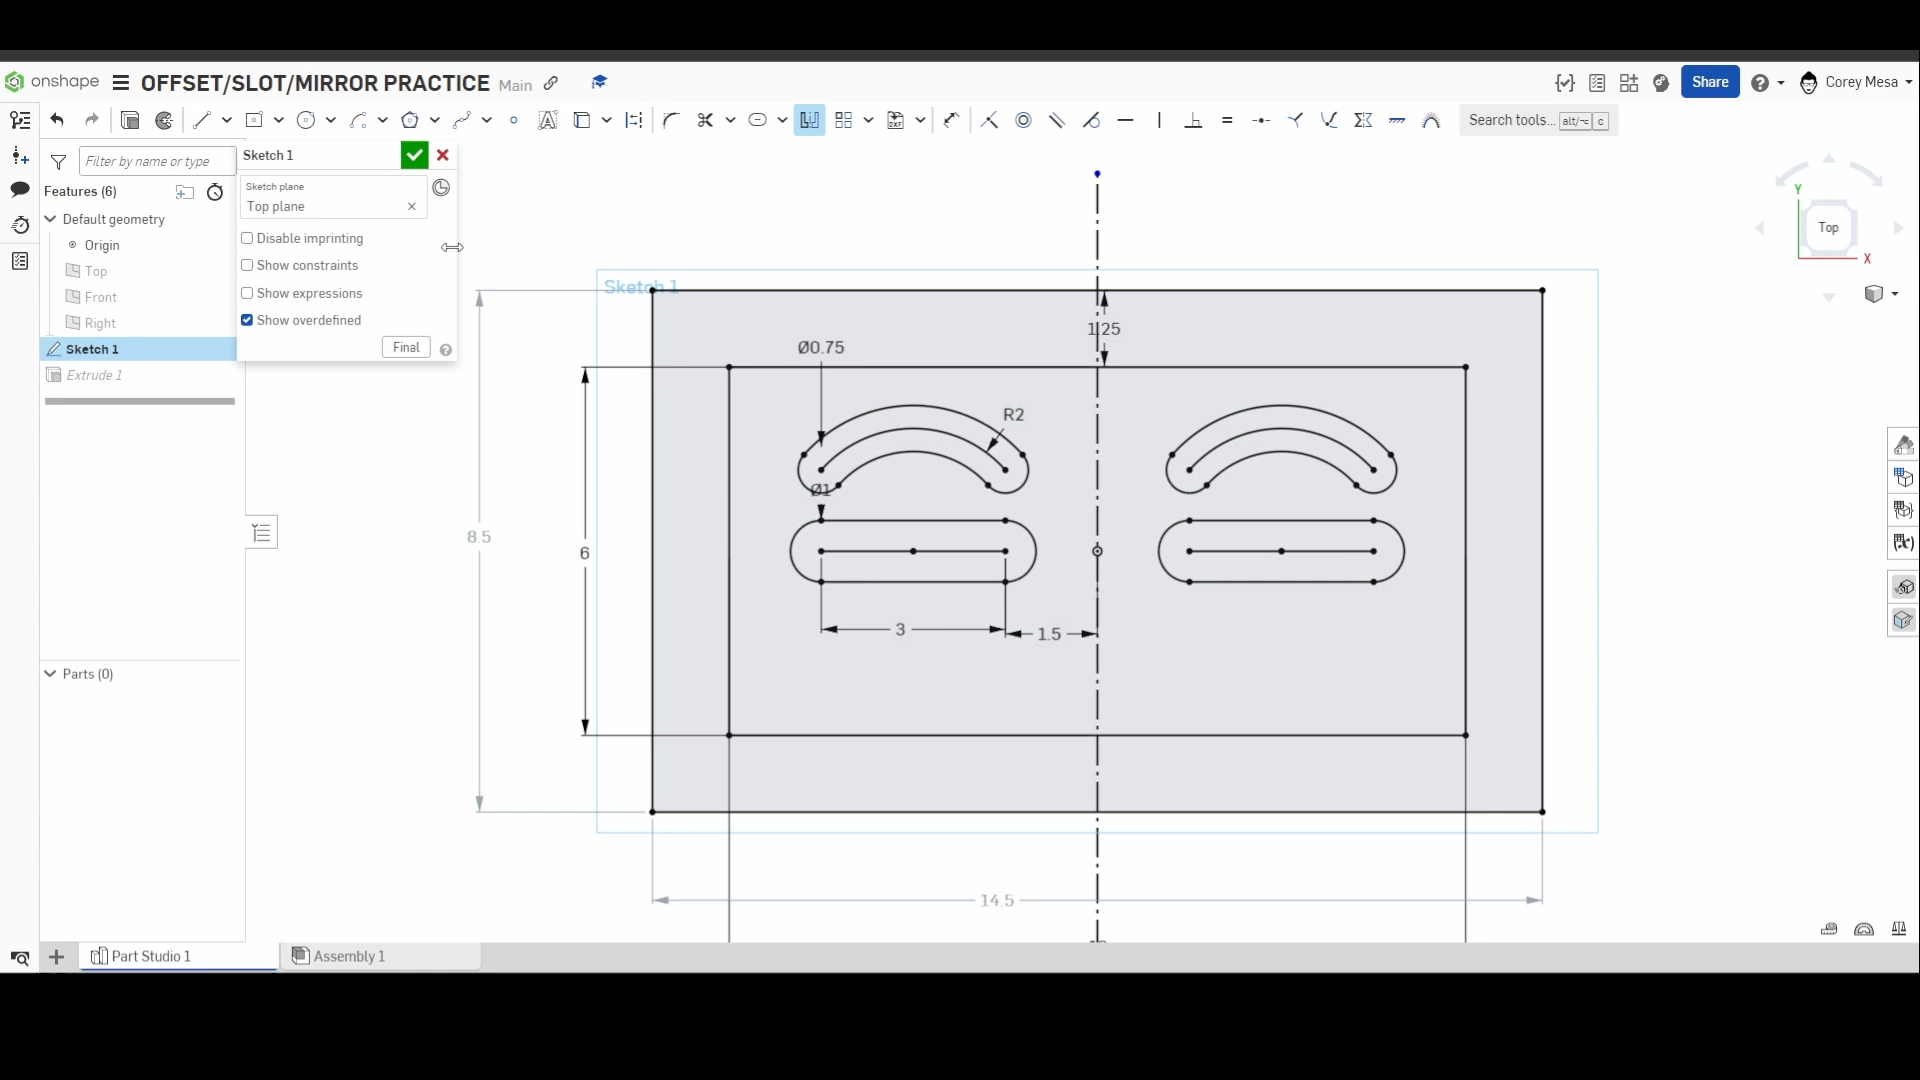 onshape OFFSET/SLOT/MIRROR PRACTICE Main Share Corey Mesa
Search tools... alt/⌥ c
Filter by name or type
Sketch 1
Features (6)
Sketch plane
Top plane
Default geometry
Origin
Top
Front
Right
Sketch 1
Extrude 1
Disable imprinting
Show constraints
Show expressions
Show overdefined
Final
Y
Top
X
Sketch 1
1.25
Ø0.75
R2
Ø1
8.5
6
3
1.5
14.5
Parts (0)
Part Studio 1
Assembly 1